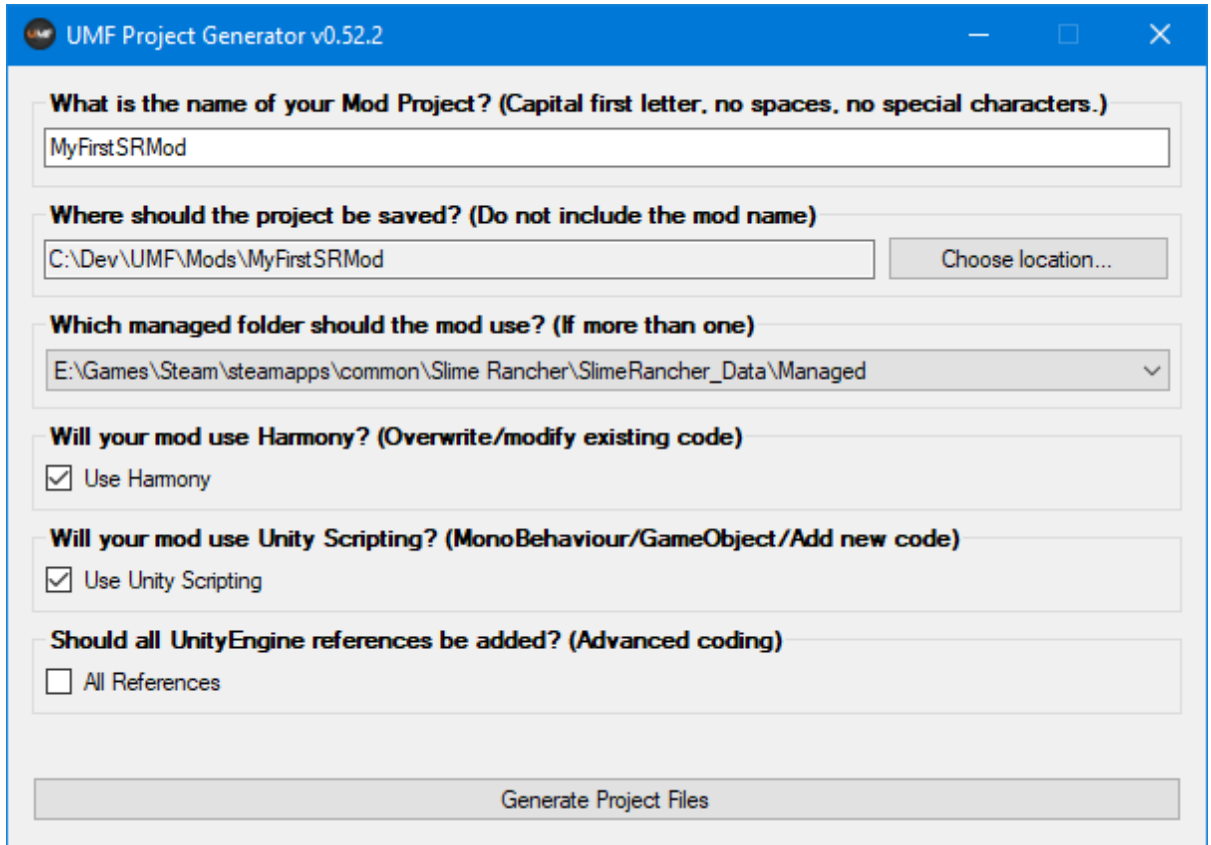 UMF UMF Project Generator v0.52.2
What is the name of your Mod Project? (Capital first letter, no spaces, no special characters.)
MyFirstSRMod
Where should the project be saved? (Do not include the mod name)
C:\Dev\UMF\Mods\MyFirstSRMod Choose location...
Which managed folder should the mod use? (If more than one)
E:\Games\Steam\steamapps\common\Slime Rancher\SlimeRancher_Data\Managed
Will your mod use Harmony? (Overwrite/modify existing code)
Use Harmony
Will your mod use Unity Scripting? (MonoBehaviour/GameObject/Add new code)
Use Unity Scripting
Should all UnityEngine references be added? (Advanced coding)
All References
Generate Project Files